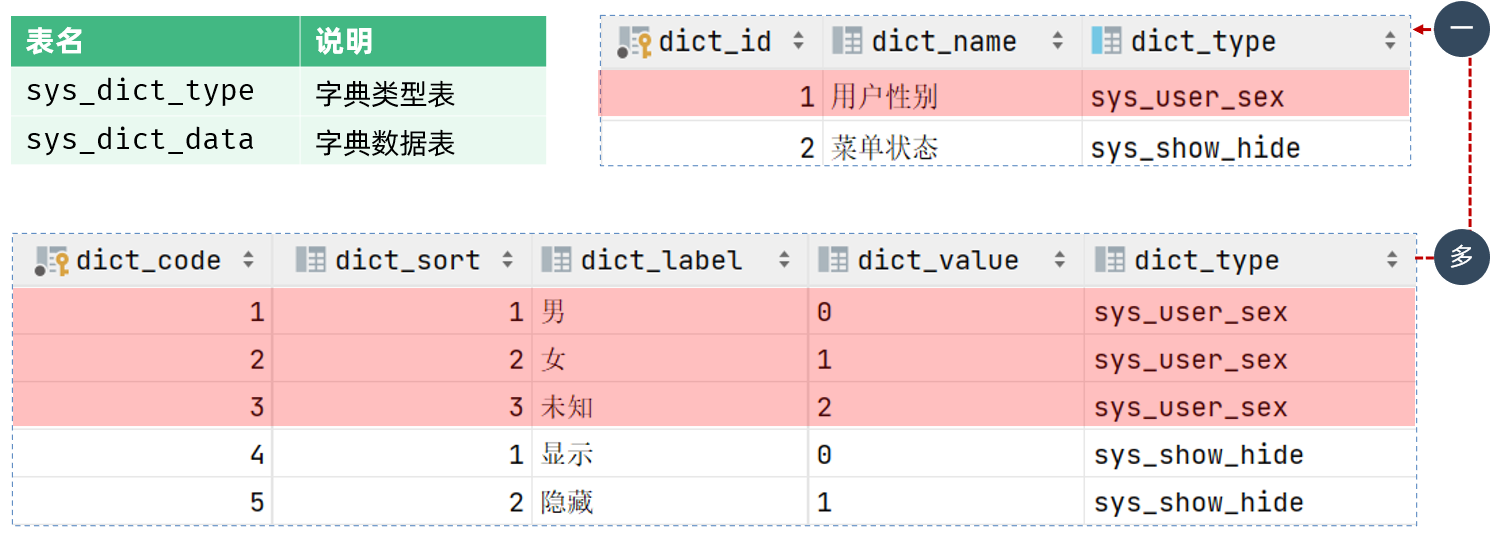 表名 说明
sys_dict_type 字典类型表
sys_dict_data 字典数据表
dict_id dict_name dict_type 一
1 用户性别 sys_user_sex
2 菜单状态 sys_show_hide
dict_code dict_sort dict_label dict_value dict_type 多
1 1 男 0 sys_user_sex
2 2 女 1 sys_user_sex
3 3 未知 2 sys_user_sex
4 1 显示 0 sys_show_hide
5 2 隐藏 1 sys_show_hide